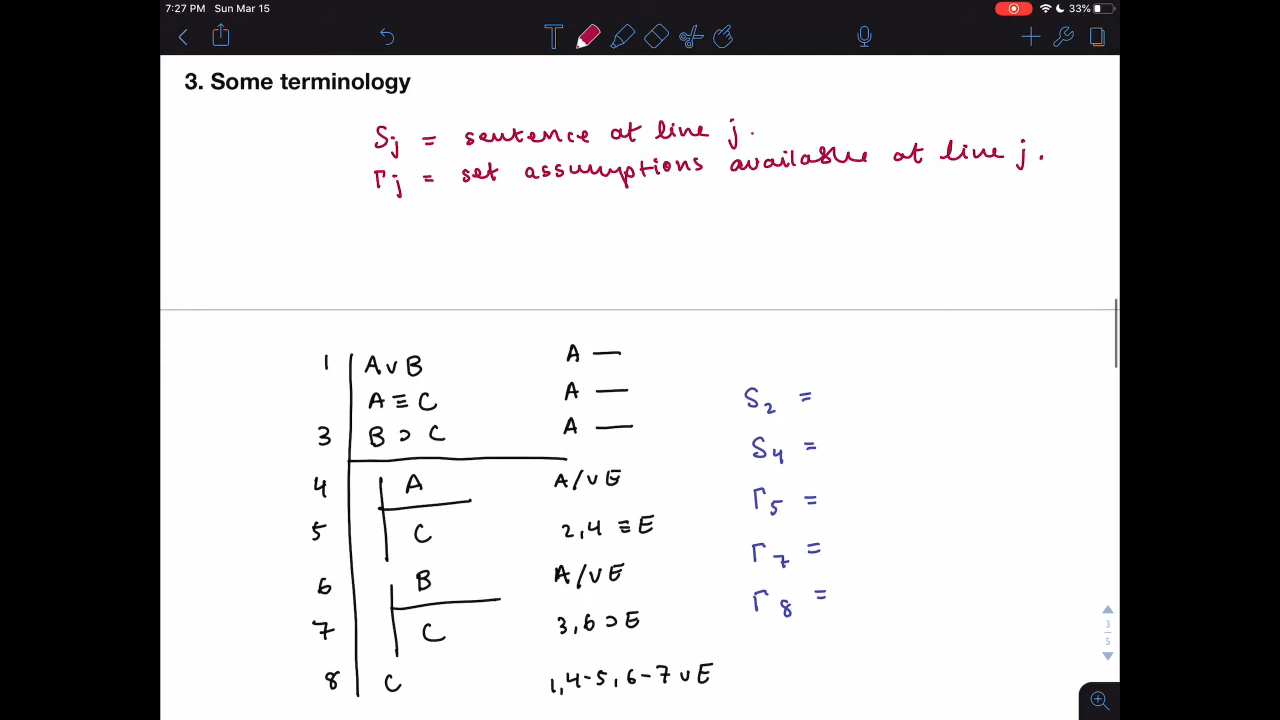 7:27 PM Sun Mar 15 33%
T
3. Some terminology
Sj = sentence at line j.
Γj = set assumptions available at line j.
1 A ∨ B A —
A ≡ C A —
3 B ⊃ C A —
4 A A/∨E
5 C 2,4 ≡E
6 B A/∨E
7 C 3,6 ⊃E
8 C 1,4-5,6-7 ∨E
S2 =
S4 =
Γ5 =
Γ7 =
Γ8 =
3
5